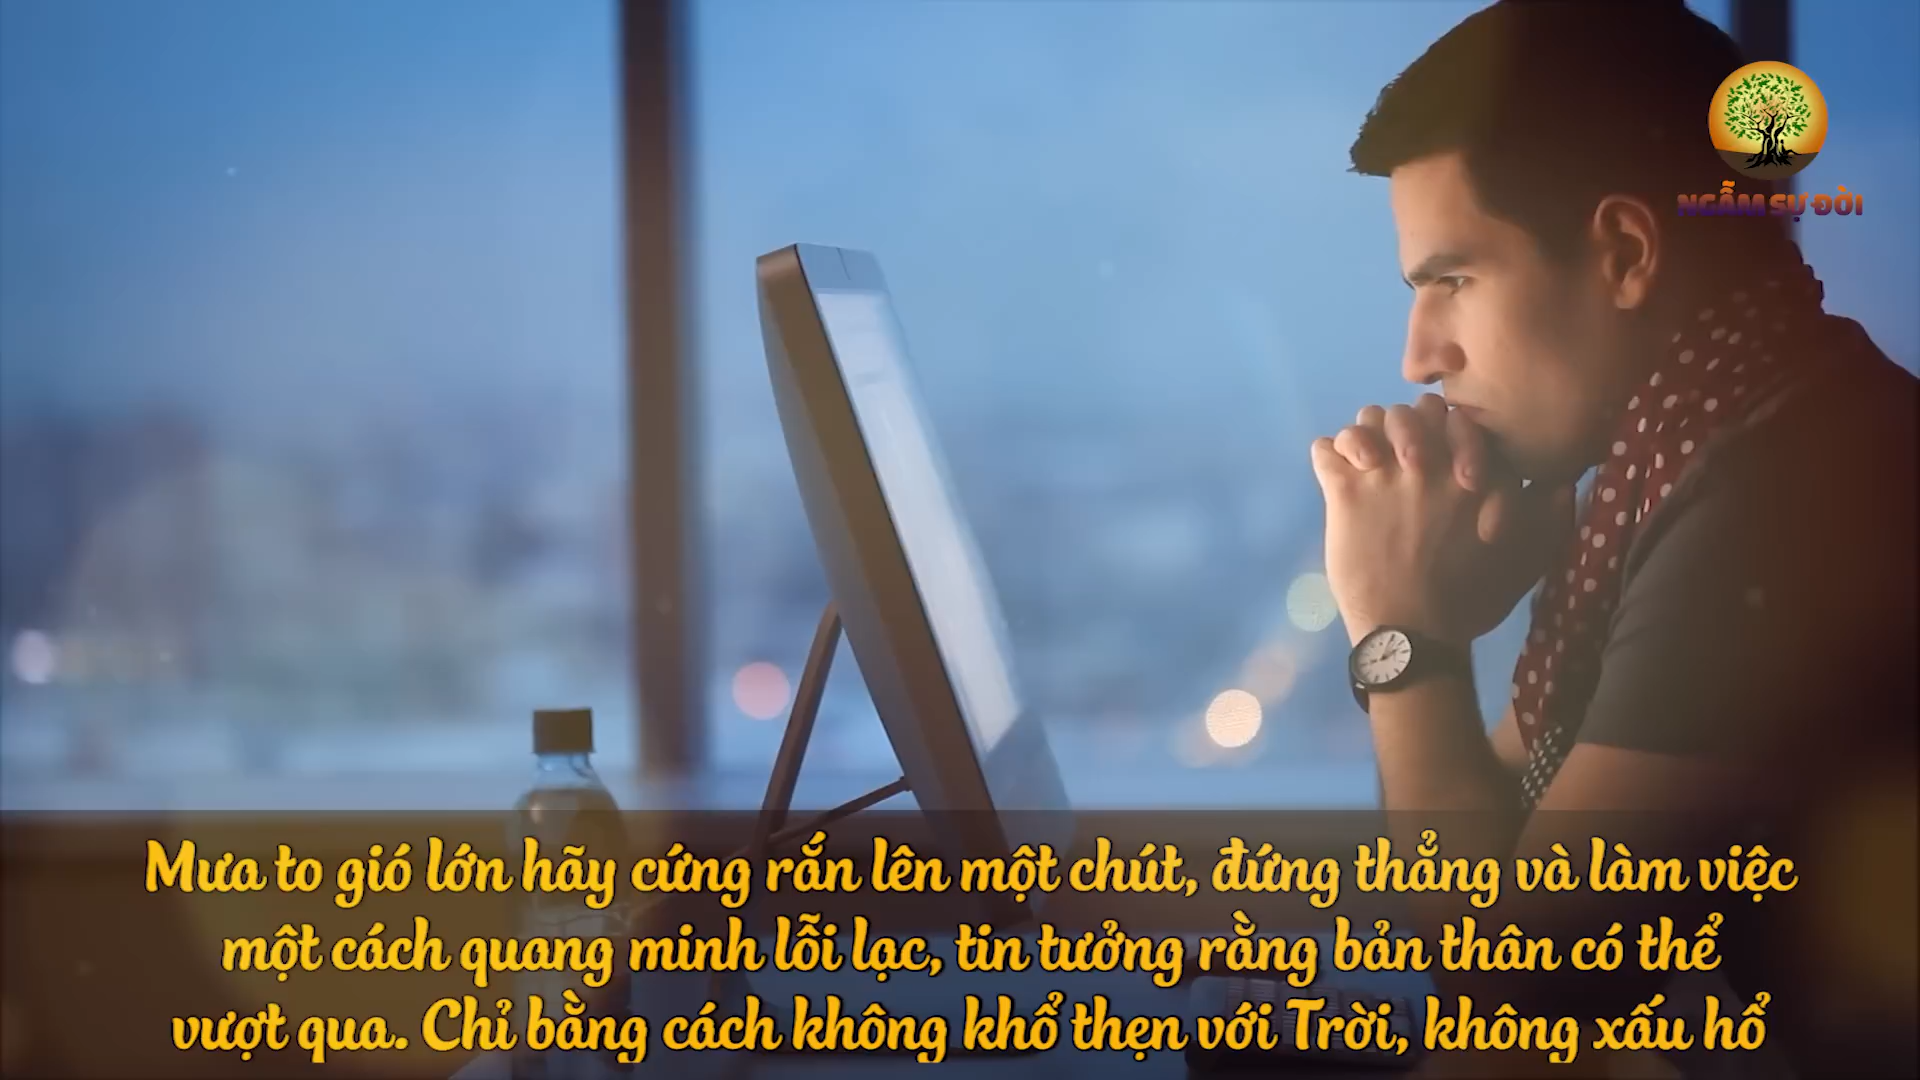 NGẪM SỰ ĐỜI
Mưa to gió lớn hãy cứng rắn lên một chút, đứng thẳng và làm việc
một cách quang minh lỗi lạc, tin tưởng rằng bản thân có thể
vượt qua. Chỉ bằng cách không khổ thẹn với Trời, không xấu hổ